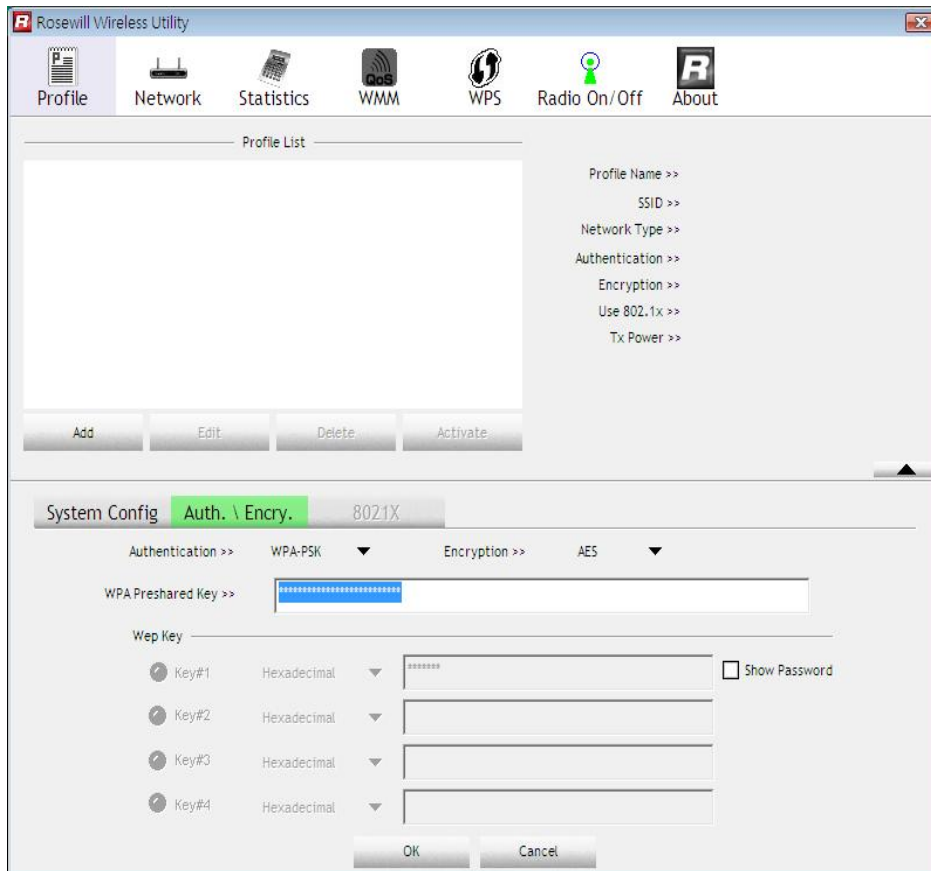 R Rosewill Wireless Utility
P
QoS
R
Profile Network Statistics WMM WPS Radio On/Off About
Profile List
Profile Name >>
SSID >>
Network Type >>
Authentication >>
Encryption >>
Use 802.1x >>
Tx Power >>
Add Edit Delete Activate
System Config Auth. \ Encry. 8021X
Authentication >> WPA-PSK Encryption >> AES
WPA Preshared Key >> **************************
Wep Key
Key#1 Hexadecimal ******* Show Password
Key#2 Hexadecimal
Key#3 Hexadecimal
Key#4 Hexadecimal
OK Cancel